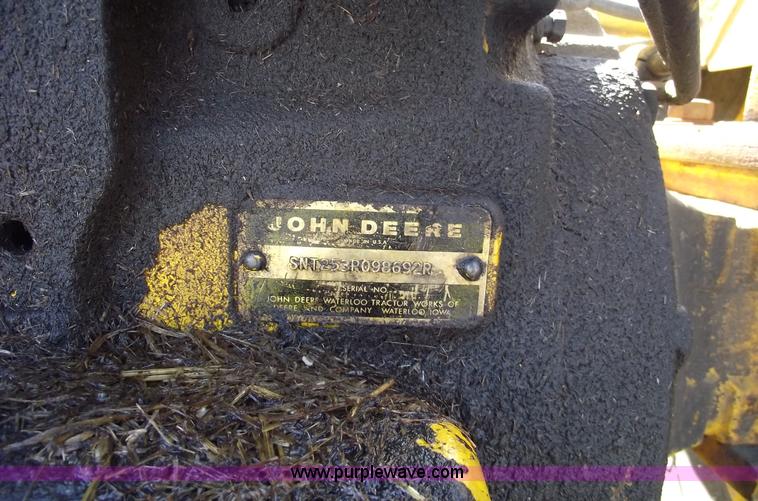 JOHN DEERE
MADE IN U.S.A.
SNT253R098692R
SERIAL NO.
JOHN DEERE WATERLOO TRACTOR WORKS OF
DEERE AND COMPANY WATERLOO IOWA
www.purplewave.com